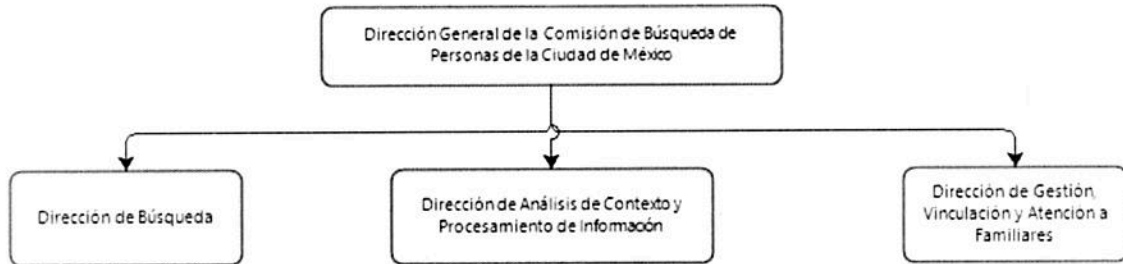 Dirección General de la Comisión de Búsqueda de
Personas de la Ciudad de México
Dirección de Búsqueda
Dirección de Análisis de Contexto y
Procesamiento de Información
Dirección de Gestión,
Vinculación y Atención a
Familiares